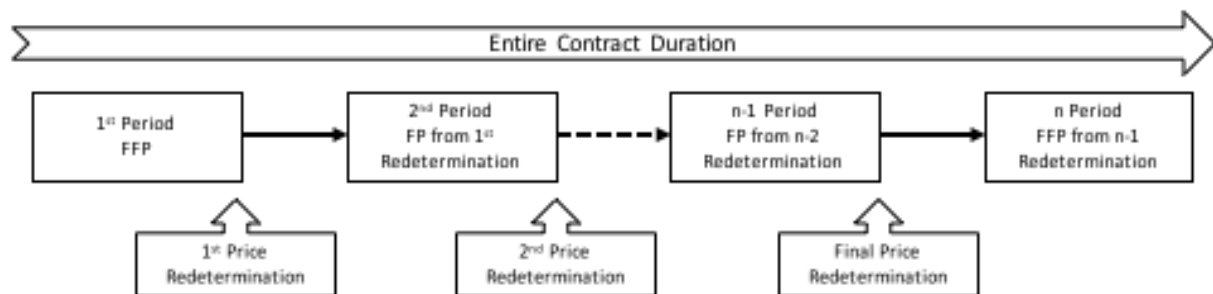 Entire Contract Duration
1st Period
FFP
2nd Period
FP from 1st
Redetermination
n-1 Period
FP from n-2
Redetermination
n Period
FFP from n-1
Redetermination
1st Price
Redetermination
2nd Price
Redetermination
Final Price
Redetermination